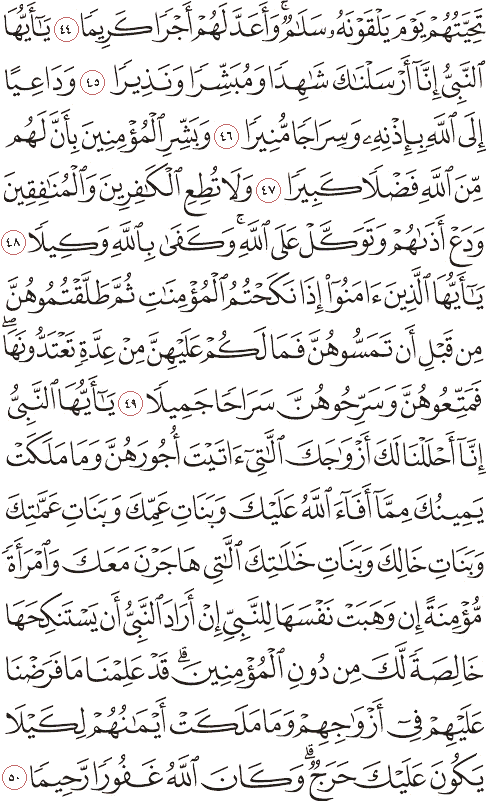 تَحِيَّتُهُمْ يَوْمَ يَلْقَوْنَهُۥ سَلَٰمٌۚ وَأَعَدَّ لَهُمْ أَجْرًا كَرِيمًا ٤٤ يَٰٓأَيُّهَا
ٱلنَّبِىُّ إِنَّآ أَرْسَلْنَٰكَ شَٰهِدًا وَمُبَشِّرًا وَنَذِيرًا ٤٥ وَدَاعِيًا
إِلَى ٱللَّهِ بِإِذْنِهِۦ وَسِرَاجًا مُّنِيرًا ٤٦ وَبَشِّرِ ٱلْمُؤْمِنِينَ بِأَنَّ لَهُم
مِّنَ ٱللَّهِ فَضْلًا كَبِيرًا ٤٧ وَلَا تُطِعِ ٱلْكَٰفِرِينَ وَٱلْمُنَٰفِقِينَ
وَدَعْ أَذَىٰهُمْ وَتَوَكَّلْ عَلَى ٱللَّهِۚ وَكَفَىٰ بِٱللَّهِ وَكِيلًا ٤٨
يَٰٓأَيُّهَا ٱلَّذِينَ ءَامَنُوٓا۟ إِذَا نَكَحْتُمُ ٱلْمُؤْمِنَٰتِ ثُمَّ طَلَّقْتُمُوهُنَّ
مِن قَبْلِ أَن تَمَسُّوهُنَّ فَمَا لَكُمْ عَلَيْهِنَّ مِنْ عِدَّةٍ تَعْتَدُّونَهَاۖ
فَمَتِّعُوهُنَّ وَسَرِّحُوهُنَّ سَرَاحًا جَمِيلًا ٤٩ يَٰٓأَيُّهَا ٱلنَّبِىُّ
إِنَّآ أَحْلَلْنَا لَكَ أَزْوَٰجَكَ ٱلَّٰتِىٓ ءَاتَيْتَ أُجُورَهُنَّ وَمَا مَلَكَتْ
يَمِينُكَ مِمَّآ أَفَآءَ ٱللَّهُ عَلَيْكَ وَبَنَاتِ عَمِّكَ وَبَنَاتِ عَمَّٰتِكَ
وَبَنَاتِ خَالِكَ وَبَنَاتِ خَٰلَٰتِكَ ٱلَّٰتِى هَاجَرْنَ مَعَكَ وَٱمْرَأَةً
مُّؤْمِنَةً إِن وَهَبَتْ نَفْسَهَا لِلنَّبِىِّ إِنْ أَرَادَ ٱلنَّبِىُّ أَن يَسْتَنكِحَهَا
خَالِصَةً لَّكَ مِن دُونِ ٱلْمُؤْمِنِينَۗ قَدْ عَلِمْنَا مَا فَرَضْنَا
عَلَيْهِمْ فِىٓ أَزْوَٰجِهِمْ وَمَا مَلَكَتْ أَيْمَٰنُهُمْ لِكَيْلَا
يَكُونَ عَلَيْكَ حَرَجٌۗ وَكَانَ ٱللَّهُ غَفُورًا رَّحِيمًا ٥٠